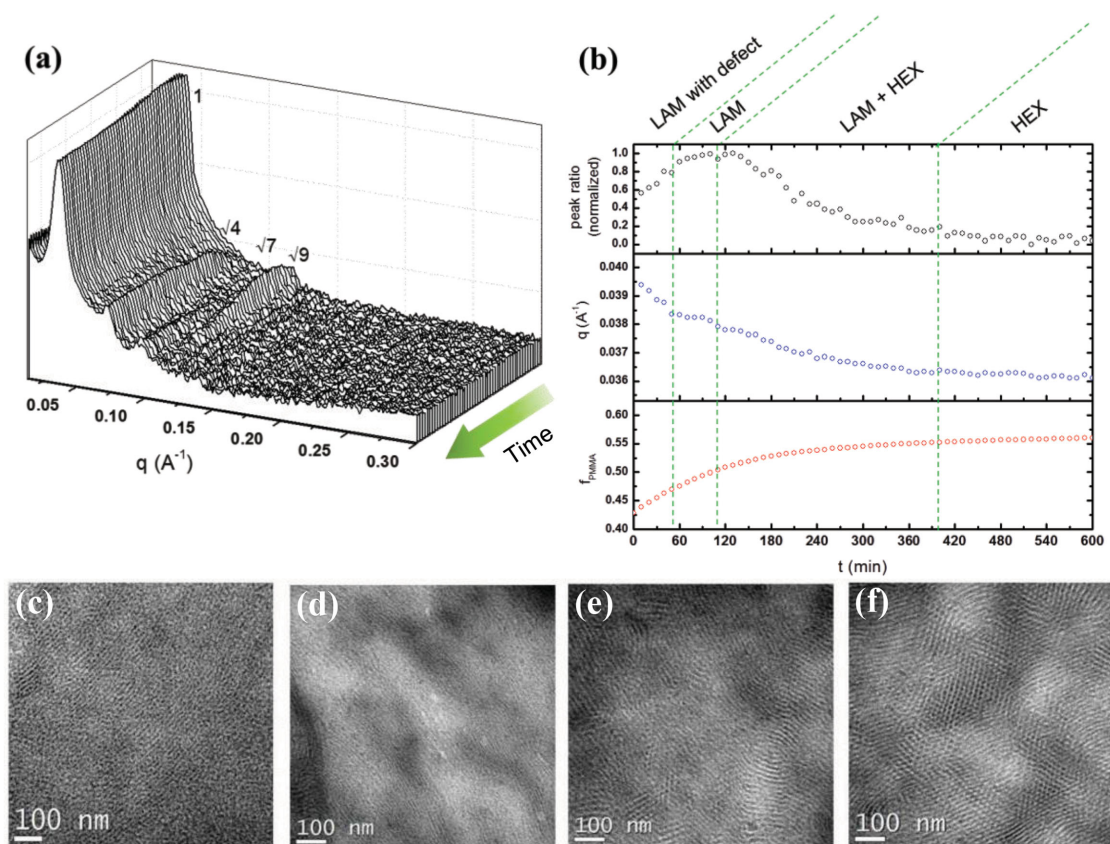 (a)
1
√4
√7
√9
0.05
0.10
0.15
0.20
0.25
0.30
q (A⁻¹)
Time
(b)
LAM with defect
LAM
LAM + HEX
HEX
peak ratio
(normalized)
1.0
0.8
0.6
0.4
0.2
0.0
q (A⁻¹)
0.040
0.038
0.037
0.036
f_PMMA
0.60
0.55
0.50
0.45
0.40
0 60 120 180 240 300 360 420 480 540 600
t (min)
(c)
100 nm
(d)
100 nm
(e)
100 nm
(f)
100 nm